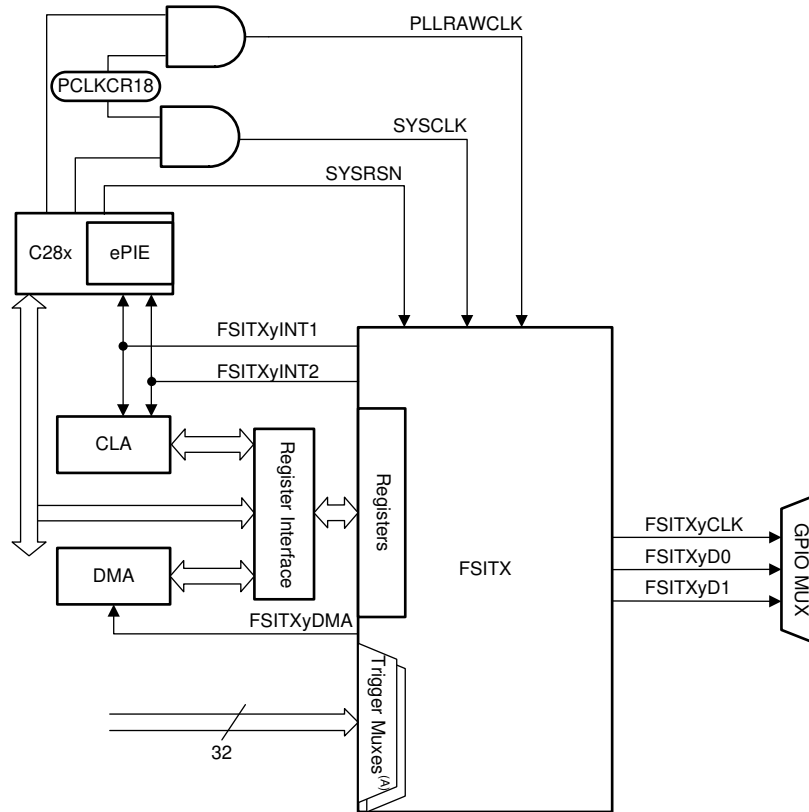 PLLRAWCLK
PCLKCR18
SYSCLK
SYSRSN
C28x
ePIE
FSITXyINT1
FSITXyINT2
CLA
Register Interface
Registers
FSITX
FSITXyCLK
FSITXyD0
FSITXyD1
GPIO MUX
DMA
FSITXyDMA
Trigger Muxes(A)
32